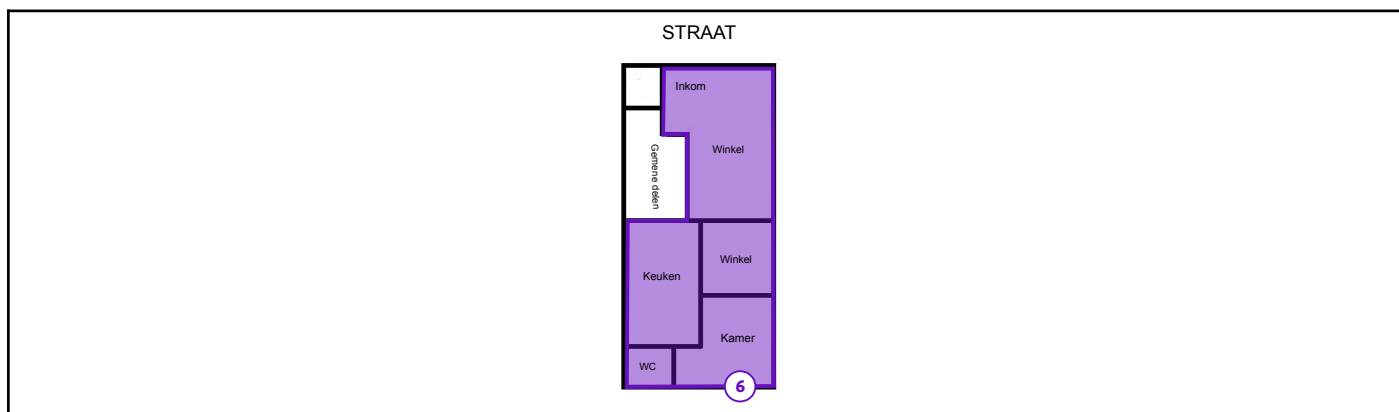 STRAAT
Inkom
Winkel
Gemene delen
Winkel
Keuken
Kamer
WC
6